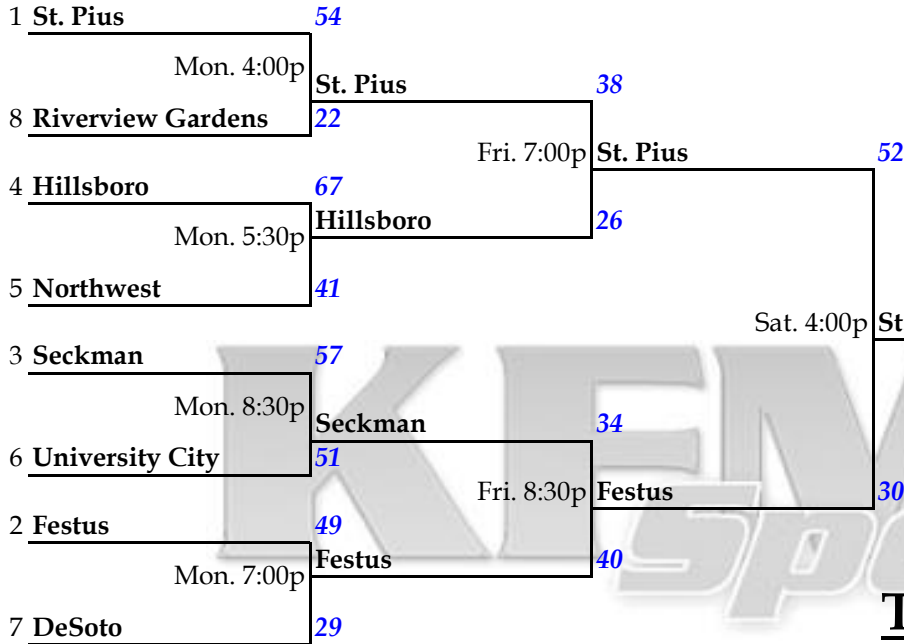 1 St. Pius 54
Mon. 4:00p
St. Pius 38
8 Riverview Gardens 22
Fri. 7:00p St. Pius 52
4 Hillsboro 67
Hillsboro 26
Mon. 5:30p
5 Northwest 41
Sat. 4:00p St
3 Seckman 57
Mon. 8:30p
Seckman 34
6 University City 51
Fri. 8:30p Festus 30
2 Festus 49
Festus 40
Mon. 7:00p
7 DeSoto 29